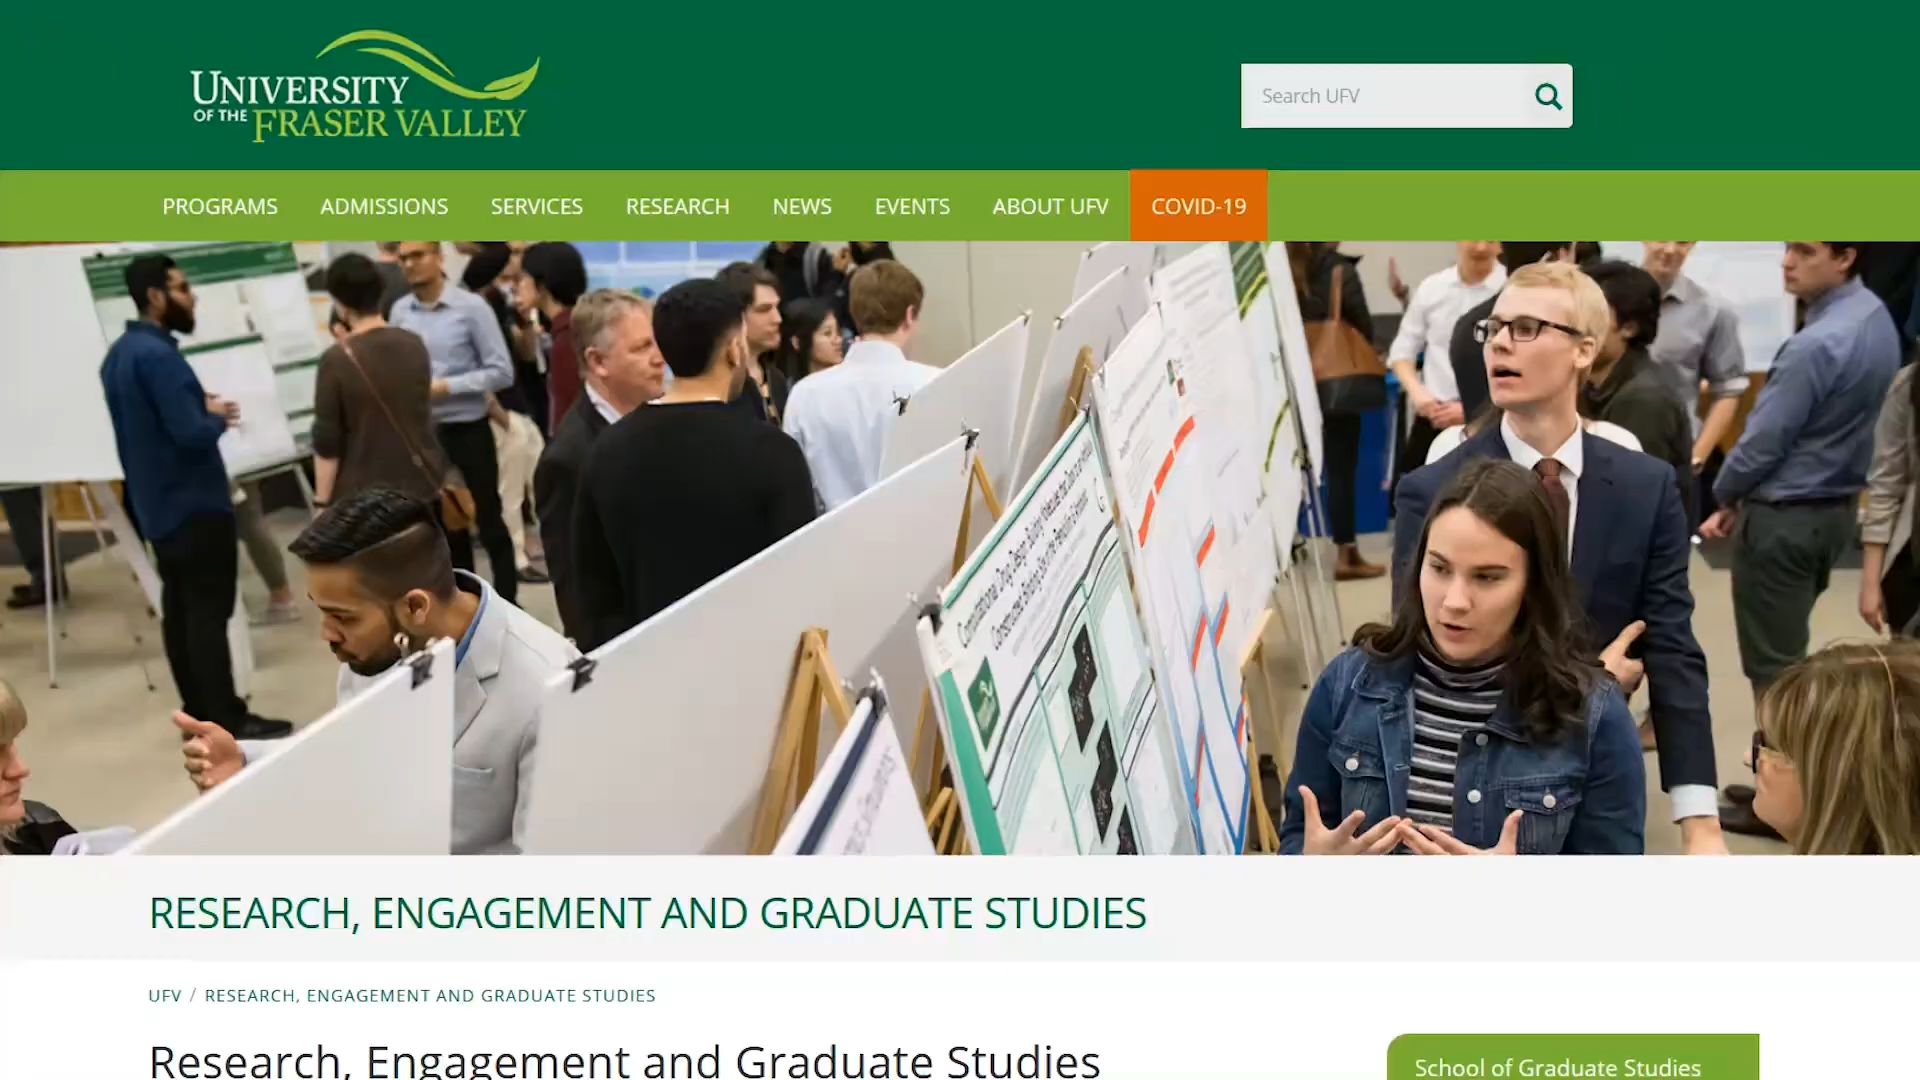 UNIVERSITY
OF THE FRASER VALLEY
Search UFV
PROGRAMS ADMISSIONS SERVICES RESEARCH NEWS EVENTS ABOUT UFV COVID-19
RESEARCH, ENGAGEMENT AND GRADUATE STUDIES
UFV / RESEARCH, ENGAGEMENT AND GRADUATE STUDIES
Research, Engagement and Graduate Studies
School of Graduate Studies